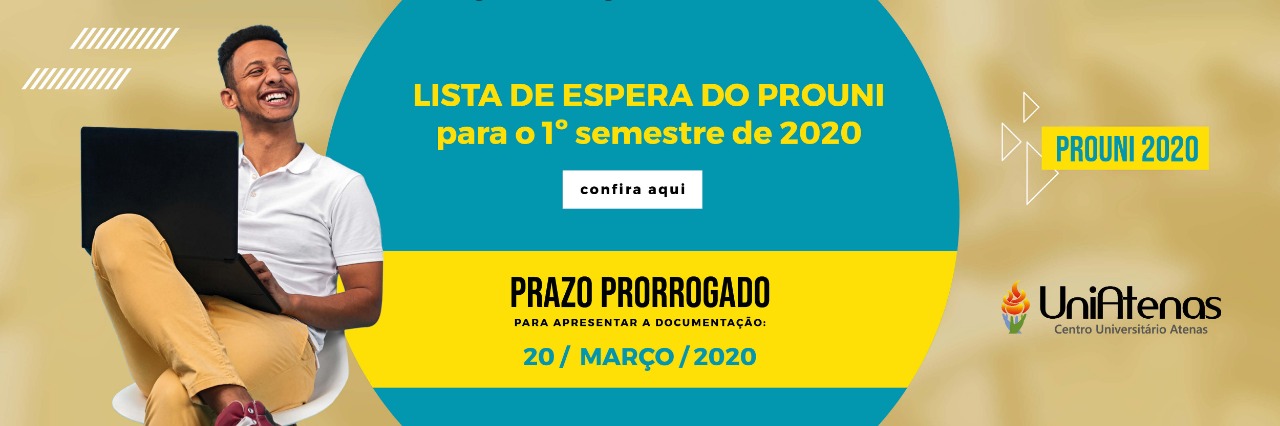 LISTA DE ESPERA DO PROUNI
para o 1º semestre de 2020
confira aqui
PRAZO PRORROGADO
PARA APRESENTAR A DOCUMENTAÇÃO:
20 / MARÇO / 2020
PROUNI 2020
UniAtenas
Centro Universitário Atenas